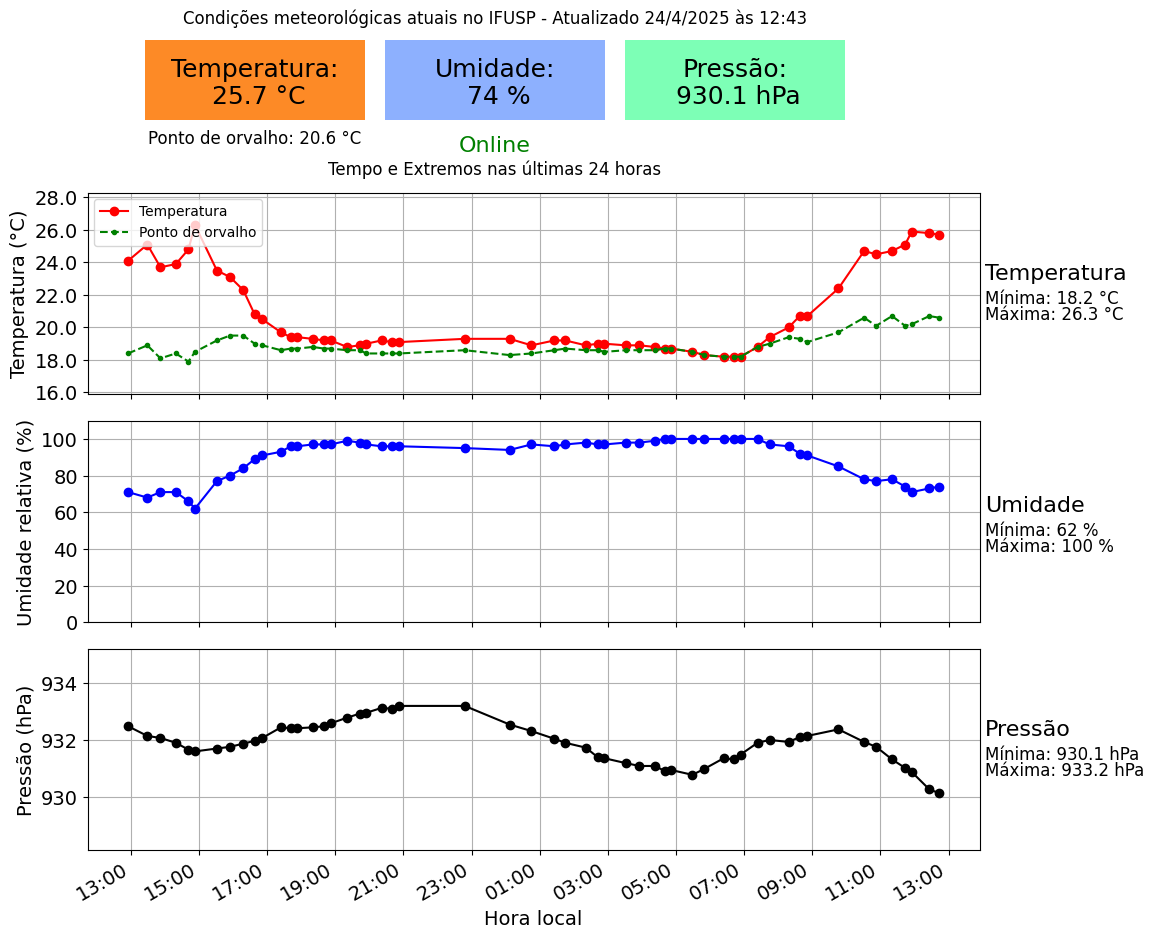 Condições meteorológicas atuais no IFUSP - Atualizado 24/4/2025 às 12:43
Temperatura:
25.7 °C
Umidade:
74 %
Pressão:
930.1 hPa
Ponto de orvalho: 20.6 °C
Online
Tempo e Extremos nas últimas 24 horas
Temperatura (°C)
28.0
26.0
24.0
22.0
20.0
18.0
16.0
Temperatura
Ponto de orvalho
Temperatura
Mínima: 18.2 °C
Máxima: 26.3 °C
Umidade relativa (%)
100
80
60
40
20
0
Umidade
Mínima: 62 %
Máxima: 100 %
Pressão (hPa)
934
932
930
Pressão
Mínima: 930.1 hPa
Máxima: 933.2 hPa
13:00
15:00
17:00
19:00
21:00
23:00
01:00
03:00
05:00
07:00
09:00
11:00
13:00
Hora local